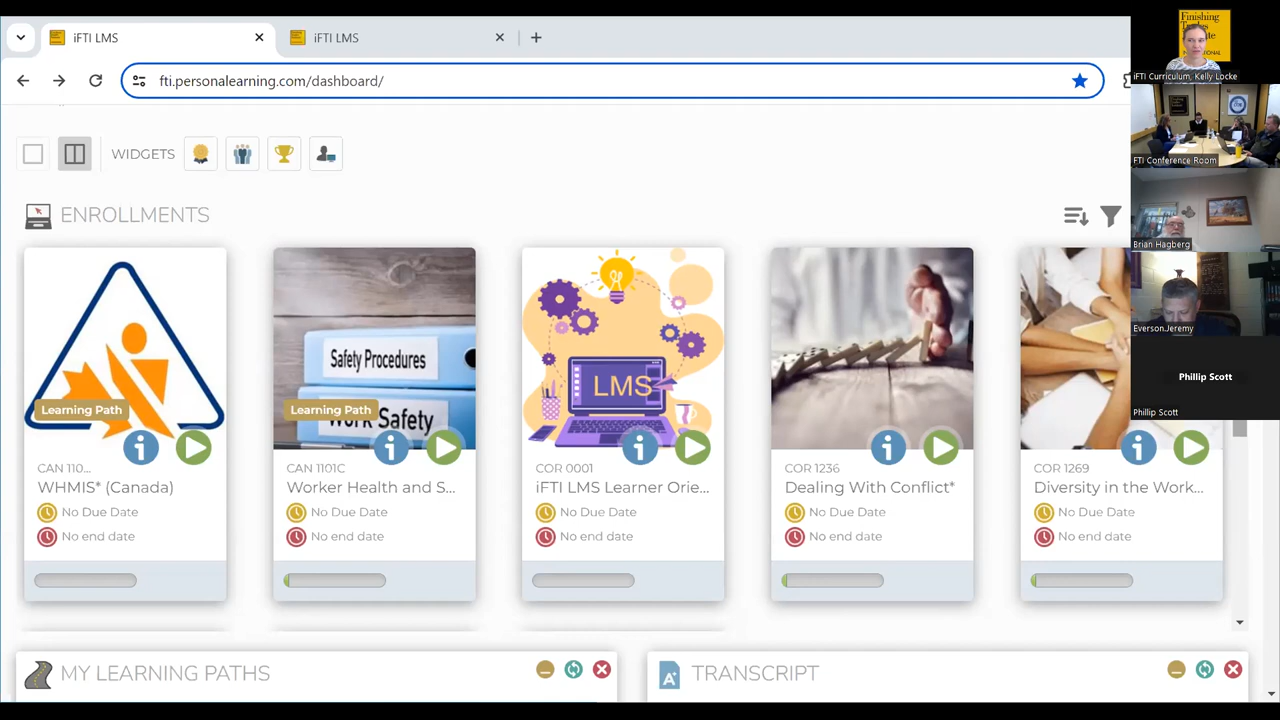 iFTI LMS
iFTI LMS
fti.personalearning.com/dashboard/
WIDGETS
ENROLLMENTS
Safety Procedures
Work Safety
LMS
Learning Path
Learning Path
CAN 110...
WHMIS* (Canada)
No Due Date
No end date
CAN 1101C
Worker Health and S...
No Due Date
No end date
COR 0001
iFTI LMS Learner Orie...
No Due Date
No end date
COR 1236
Dealing With Conflict*
No Due Date
No end date
COR 1269
Diversity in the Work...
No Due Date
No end date
MY LEARNING PATHS
TRANSCRIPT
Finishing
iFTI Curriculum, Kelly Locke
FTI Conference Room
Brian Hagberg
Everson.Jeremy
Phillip Scott
Phillip Scott